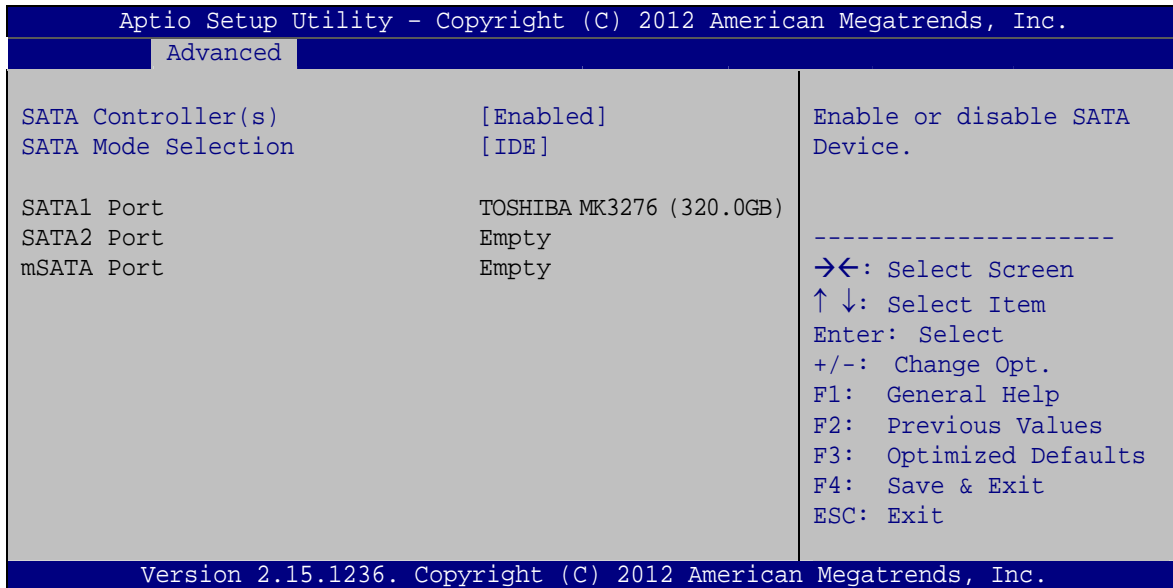 Aptio Setup Utility – Copyright (C) 2012 American Megatrends, Inc.
Advanced
SATA Controller(s) [Enabled]
SATA Mode Selection [IDE]
SATA1 Port TOSHIBA MK3276 (320.0GB)
SATA2 Port Empty
mSATA Port Empty
Enable or disable SATA
Device.
---------------------
→←: Select Screen
↑ ↓: Select Item
Enter: Select
+/-: Change Opt.
F1: General Help
F2: Previous Values
F3: Optimized Defaults
F4: Save & Exit
ESC: Exit
Version 2.15.1236. Copyright (C) 2012 American Megatrends, Inc.